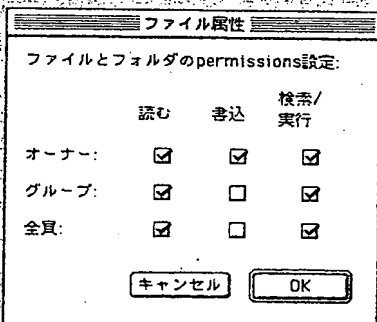 ファイル属性
ファイルとフォルダのpermissions設定:
読む 書込 検索/
実行
オーナー:
グループ:
全員:
キャンセル OK